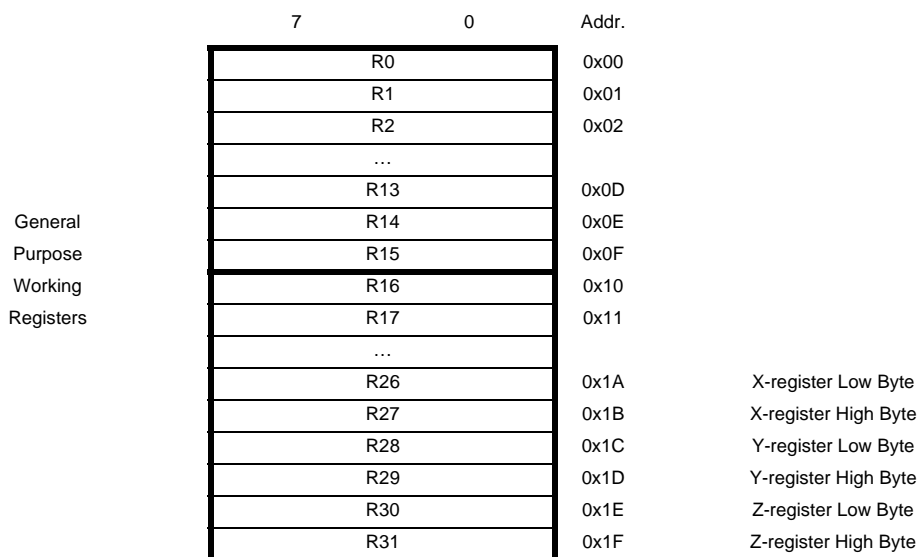 7 0 Addr.
R0 0x00
R1 0x01
R2 0x02
…
R13 0x0D
General R14 0x0E
Purpose R15 0x0F
Working R16 0x10
Registers R17 0x11
…
R26 0x1A X-register Low Byte
R27 0x1B X-register High Byte
R28 0x1C Y-register Low Byte
R29 0x1D Y-register High Byte
R30 0x1E Z-register Low Byte
R31 0x1F Z-register High Byte